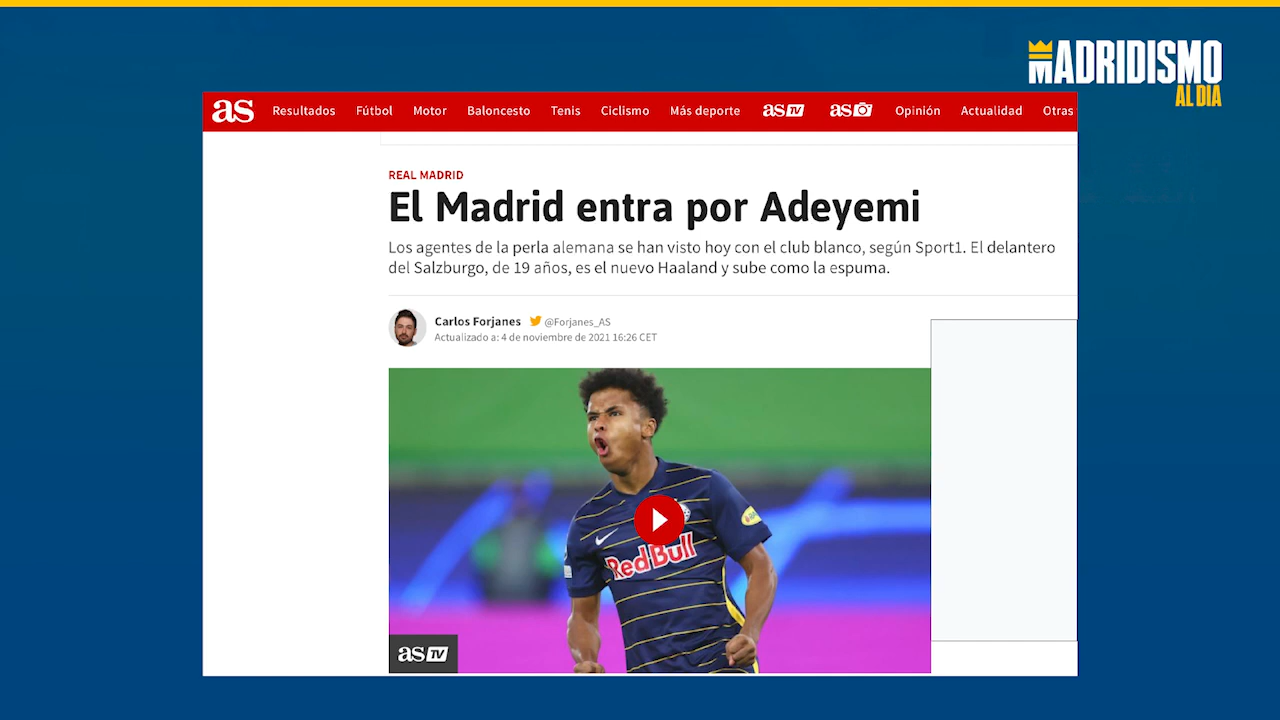 MADRIDISMO
AL DIA
as Resultados Fútbol Motor Baloncesto Tenis Ciclismo Más deporte as TV as Opinión Actualidad Otras
REAL MADRID
El Madrid entra por Adeyemi
Los agentes de la perla alemana se han visto hoy con el club blanco, según Sport1. El delantero
del Salzburgo, de 19 años, es el nuevo Haaland y sube como la espuma.
Carlos Forjanes @Forjanes_AS
Actualizado a: 4 de noviembre de 2021 16:26 CET
Red Bull
as TV